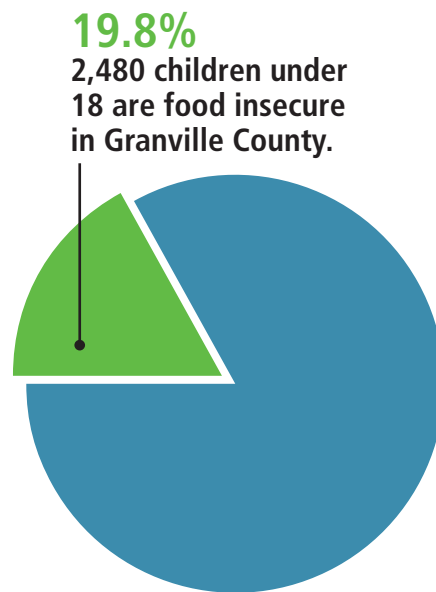 19.8%
2,480 children under
18 are food insecure
in Granville County.